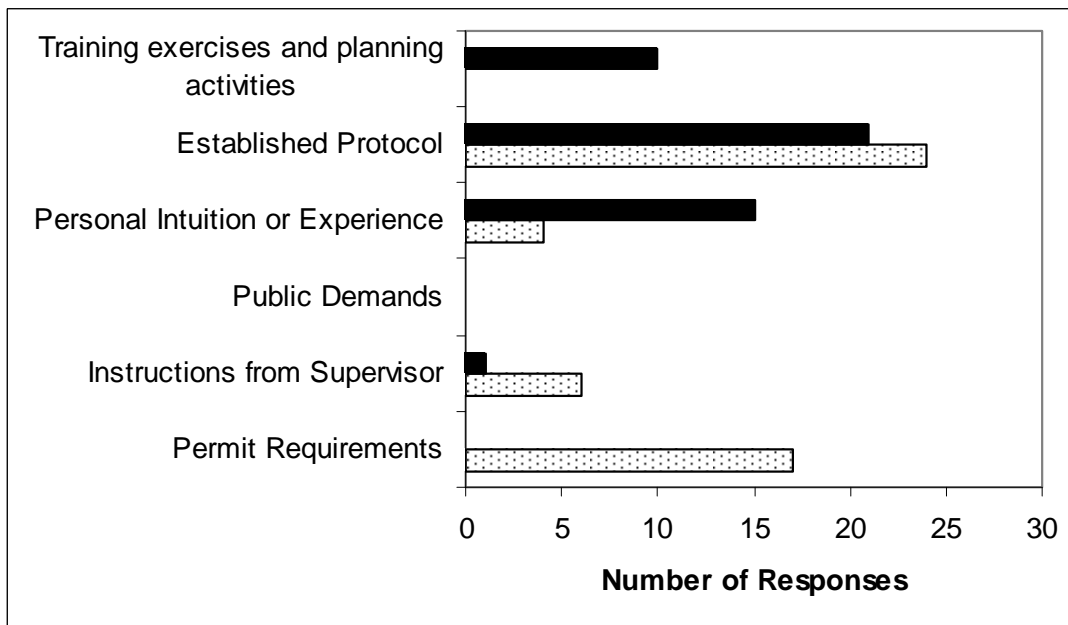 Training exercises and planning
activities
Established Protocol
Personal Intuition or Experience
Public Demands
Instructions from Supervisor
Permit Requirements
0 5 10 15 20 25 30
Number of Responses